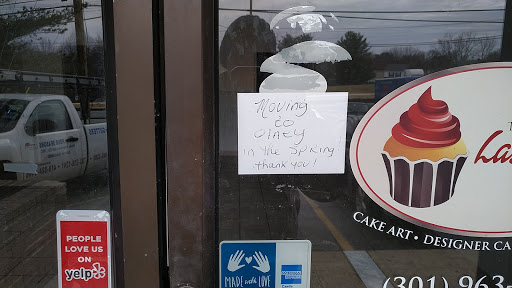 Moving
to
Olney
in the Spring
thank you!
CAKE ART • DESIGNER CA
(301) 963-
PEOPLE
LOVE US
ON
yelp
MADE with LOVE